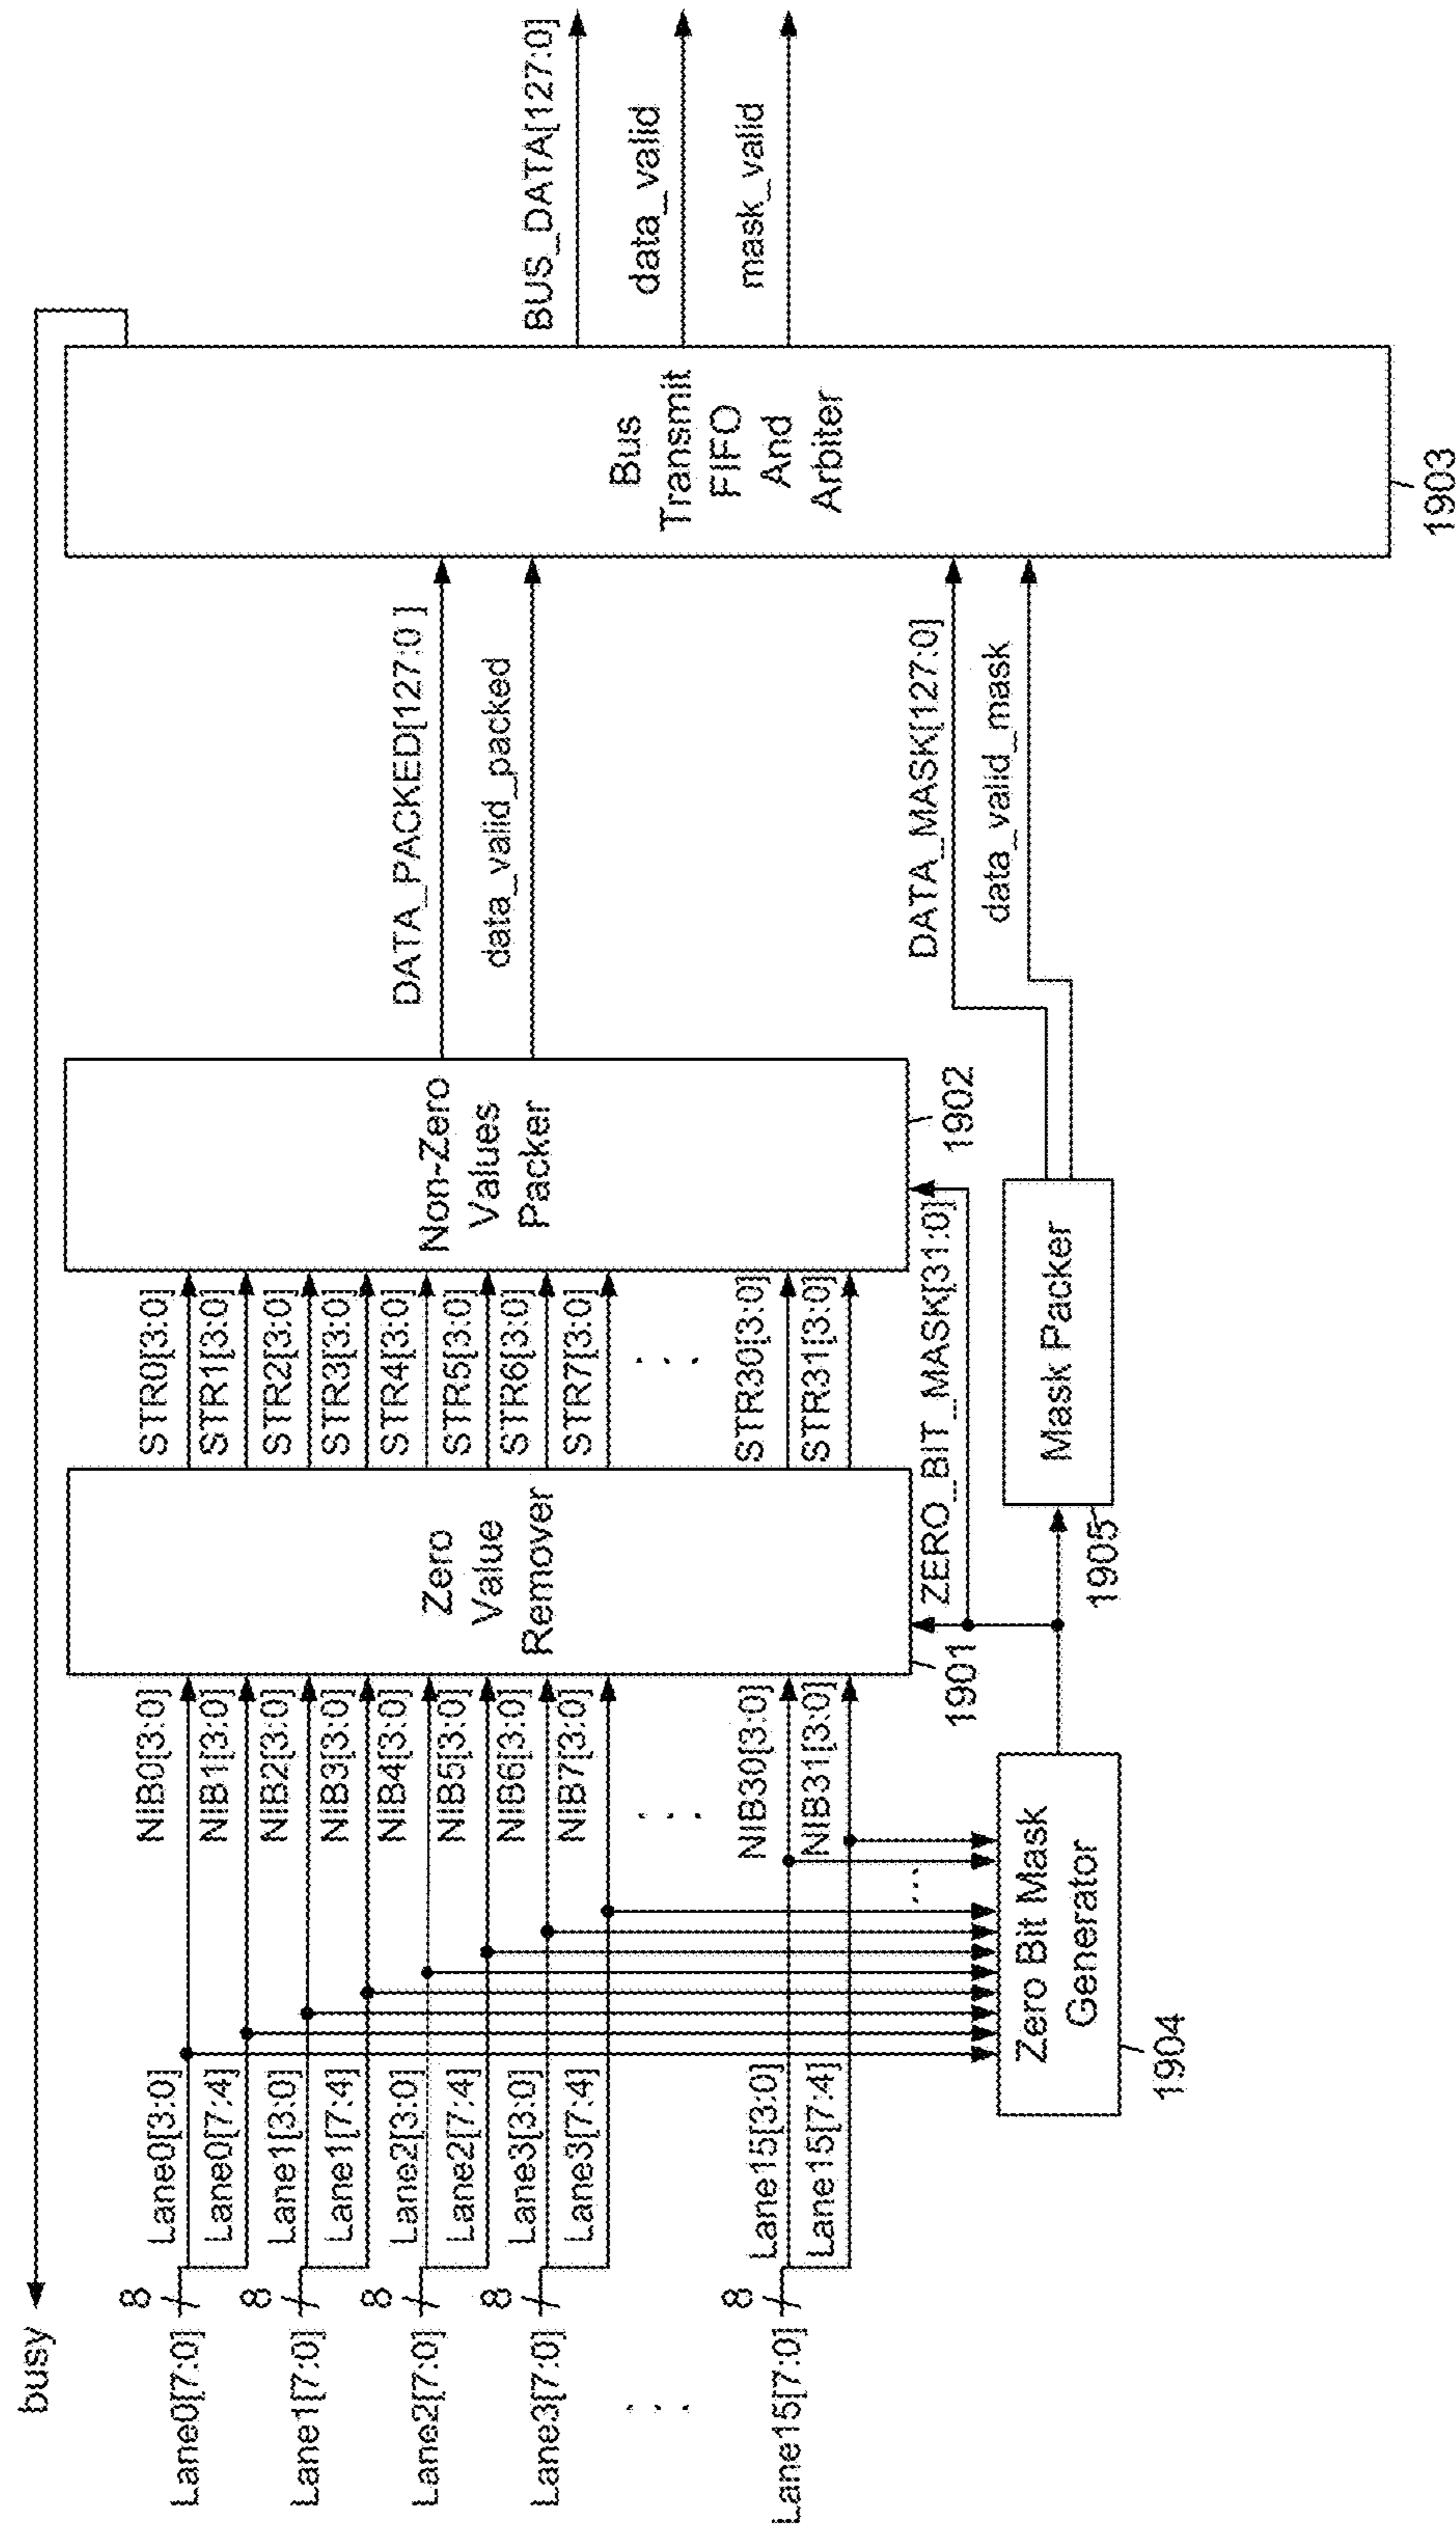 busy
Lane0[7:0]
8
Lane0[3:0]
Lane0[7:4]
NIB0[3:0]
NIB1[3:0]
Lane1[7:0]
8
Lane1[3:0]
Lane1[7:4]
NIB2[3:0]
NIB3[3:0]
Lane2[7:0]
8
Lane2[3:0]
Lane2[7:4]
NIB4[3:0]
NIB5[3:0]
Lane3[7:0]
8
Lane3[3:0]
Lane3[7:4]
NIB6[3:0]
NIB7[3:0]
. . .
. . .
Lane15[7:0]
8
Lane15[3:0]
Lane15[7:4]
NIB30[3:0]
NIB31[3:0]
. . .
Zero Bit Mask
Generator
1904
Zero
Value
Remover
1901
ZERO_BIT_MASK[31:0]
STR0[3:0]
STR1[3:0]
STR2[3:0]
STR3[3:0]
STR4[3:0]
STR5[3:0]
STR6[3:0]
STR7[3:0]
. . .
STR30[3:0]
STR31[3:0]
Mask Packer
1905
Non-Zero
Values
Packer
1902
DATA_PACKED[127:0 ]
data_valid_packed
DATA_MASK[127:0]
data_valid_mask
Bus
Transmit
FIFO
And
Arbiter
1903
BUS_DATA[127:0]
data_valid
mask_valid